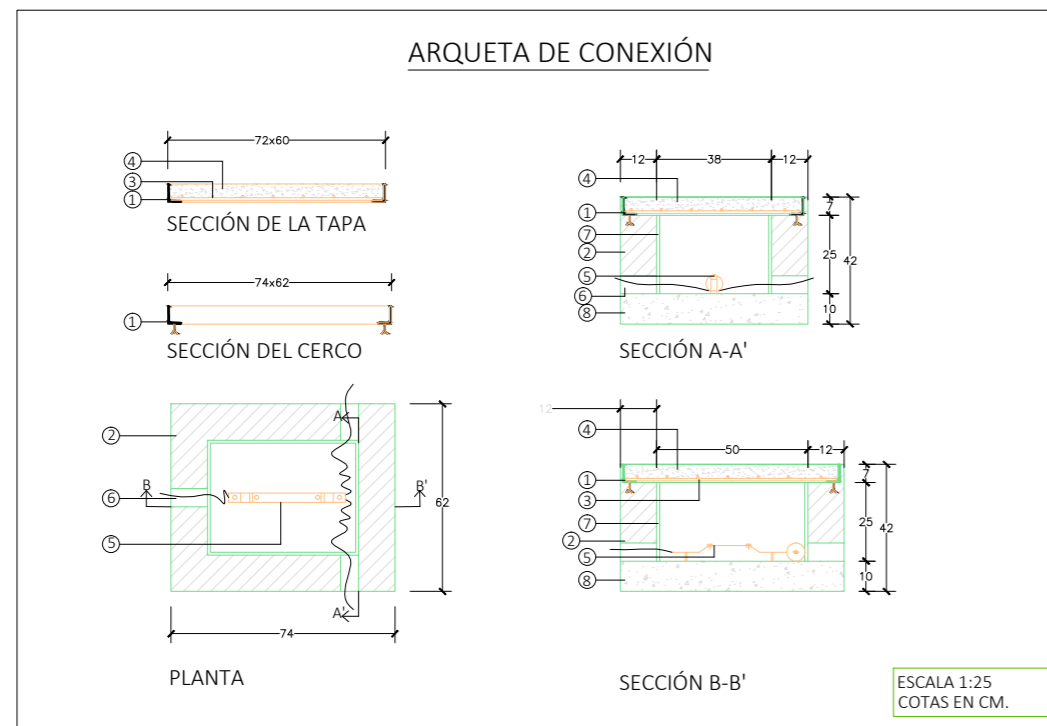 ARQUETA DE CONEXIÓN
72x60
4
3
1
SECCIÓN DE LA TAPA
74x62
1
SECCIÓN DEL CERCO
12
38
12
4
1
7
2
5
6
8
7
25
42
10
SECCIÓN A-A'
A
2
B
B'
6
5
62
A'
74
PLANTA
12
50
12
4
1
3
7
2
5
8
7
25
42
10
SECCIÓN B-B'
ESCALA 1:25
COTAS EN CM.